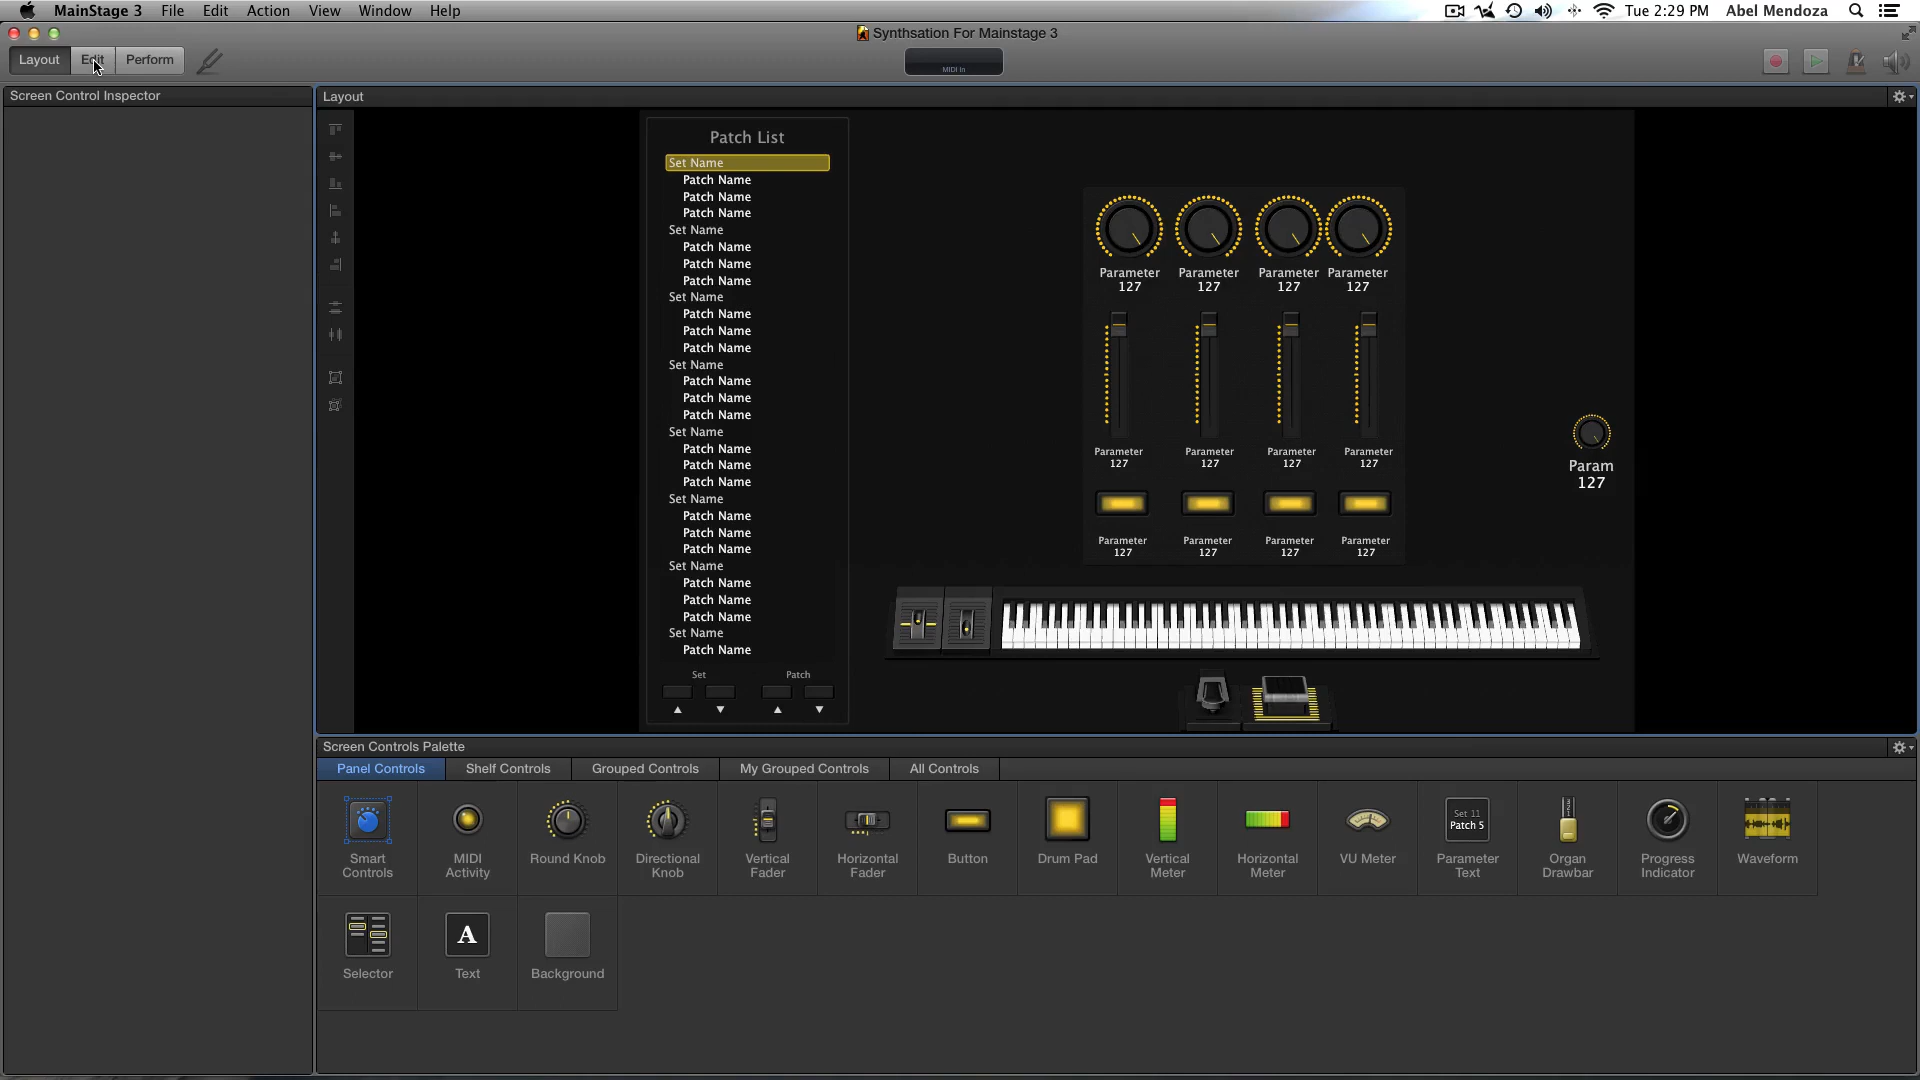 MainStage 3 File Edit Action View Window Help
Tue 2:29 PM Abel Mendoza
Synthsation For Mainstage 3
Layout Edit Perform
MIDI In
Screen Control Inspector
Layout
Patch List
Set Name
Patch Name
Patch Name
Patch Name
Set Name
Patch Name
Patch Name
Patch Name
Set Name
Patch Name
Patch Name
Patch Name
Set Name
Patch Name
Patch Name
Patch Name
Set Name
Patch Name
Patch Name
Patch Name
Set Name
Patch Name
Patch Name
Patch Name
Set Name
Patch Name
Patch Name
Patch Name
Set Name
Patch Name
Set Patch
Parameter Parameter Parameter Parameter
127 127 127 127
Parameter Parameter Parameter Parameter
127 127 127 127
Parameter Parameter Parameter Parameter
127 127 127 127
Param
127
Screen Controls Palette
Panel Controls Shelf Controls Grouped Controls My Grouped Controls All Controls
Set 11
Patch 5
Smart
Controls
MIDI
Activity
Round Knob
Directional
Knob
Vertical
Fader
Horizontal
Fader
Button
Drum Pad
Vertical
Meter
Horizontal
Meter
VU Meter
Parameter
Text
Organ
Drawbar
Progress
Indicator
Waveform
A
Selector
Text
Background